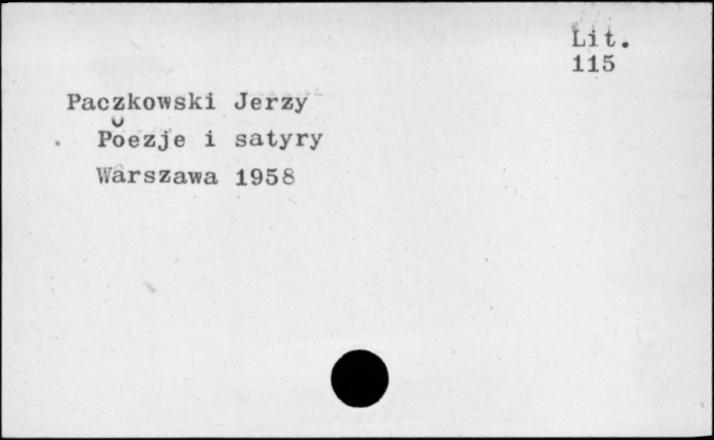 Lit.
115
Paczkowski Jerzy
Poezje i satyry
Warszawa 1958